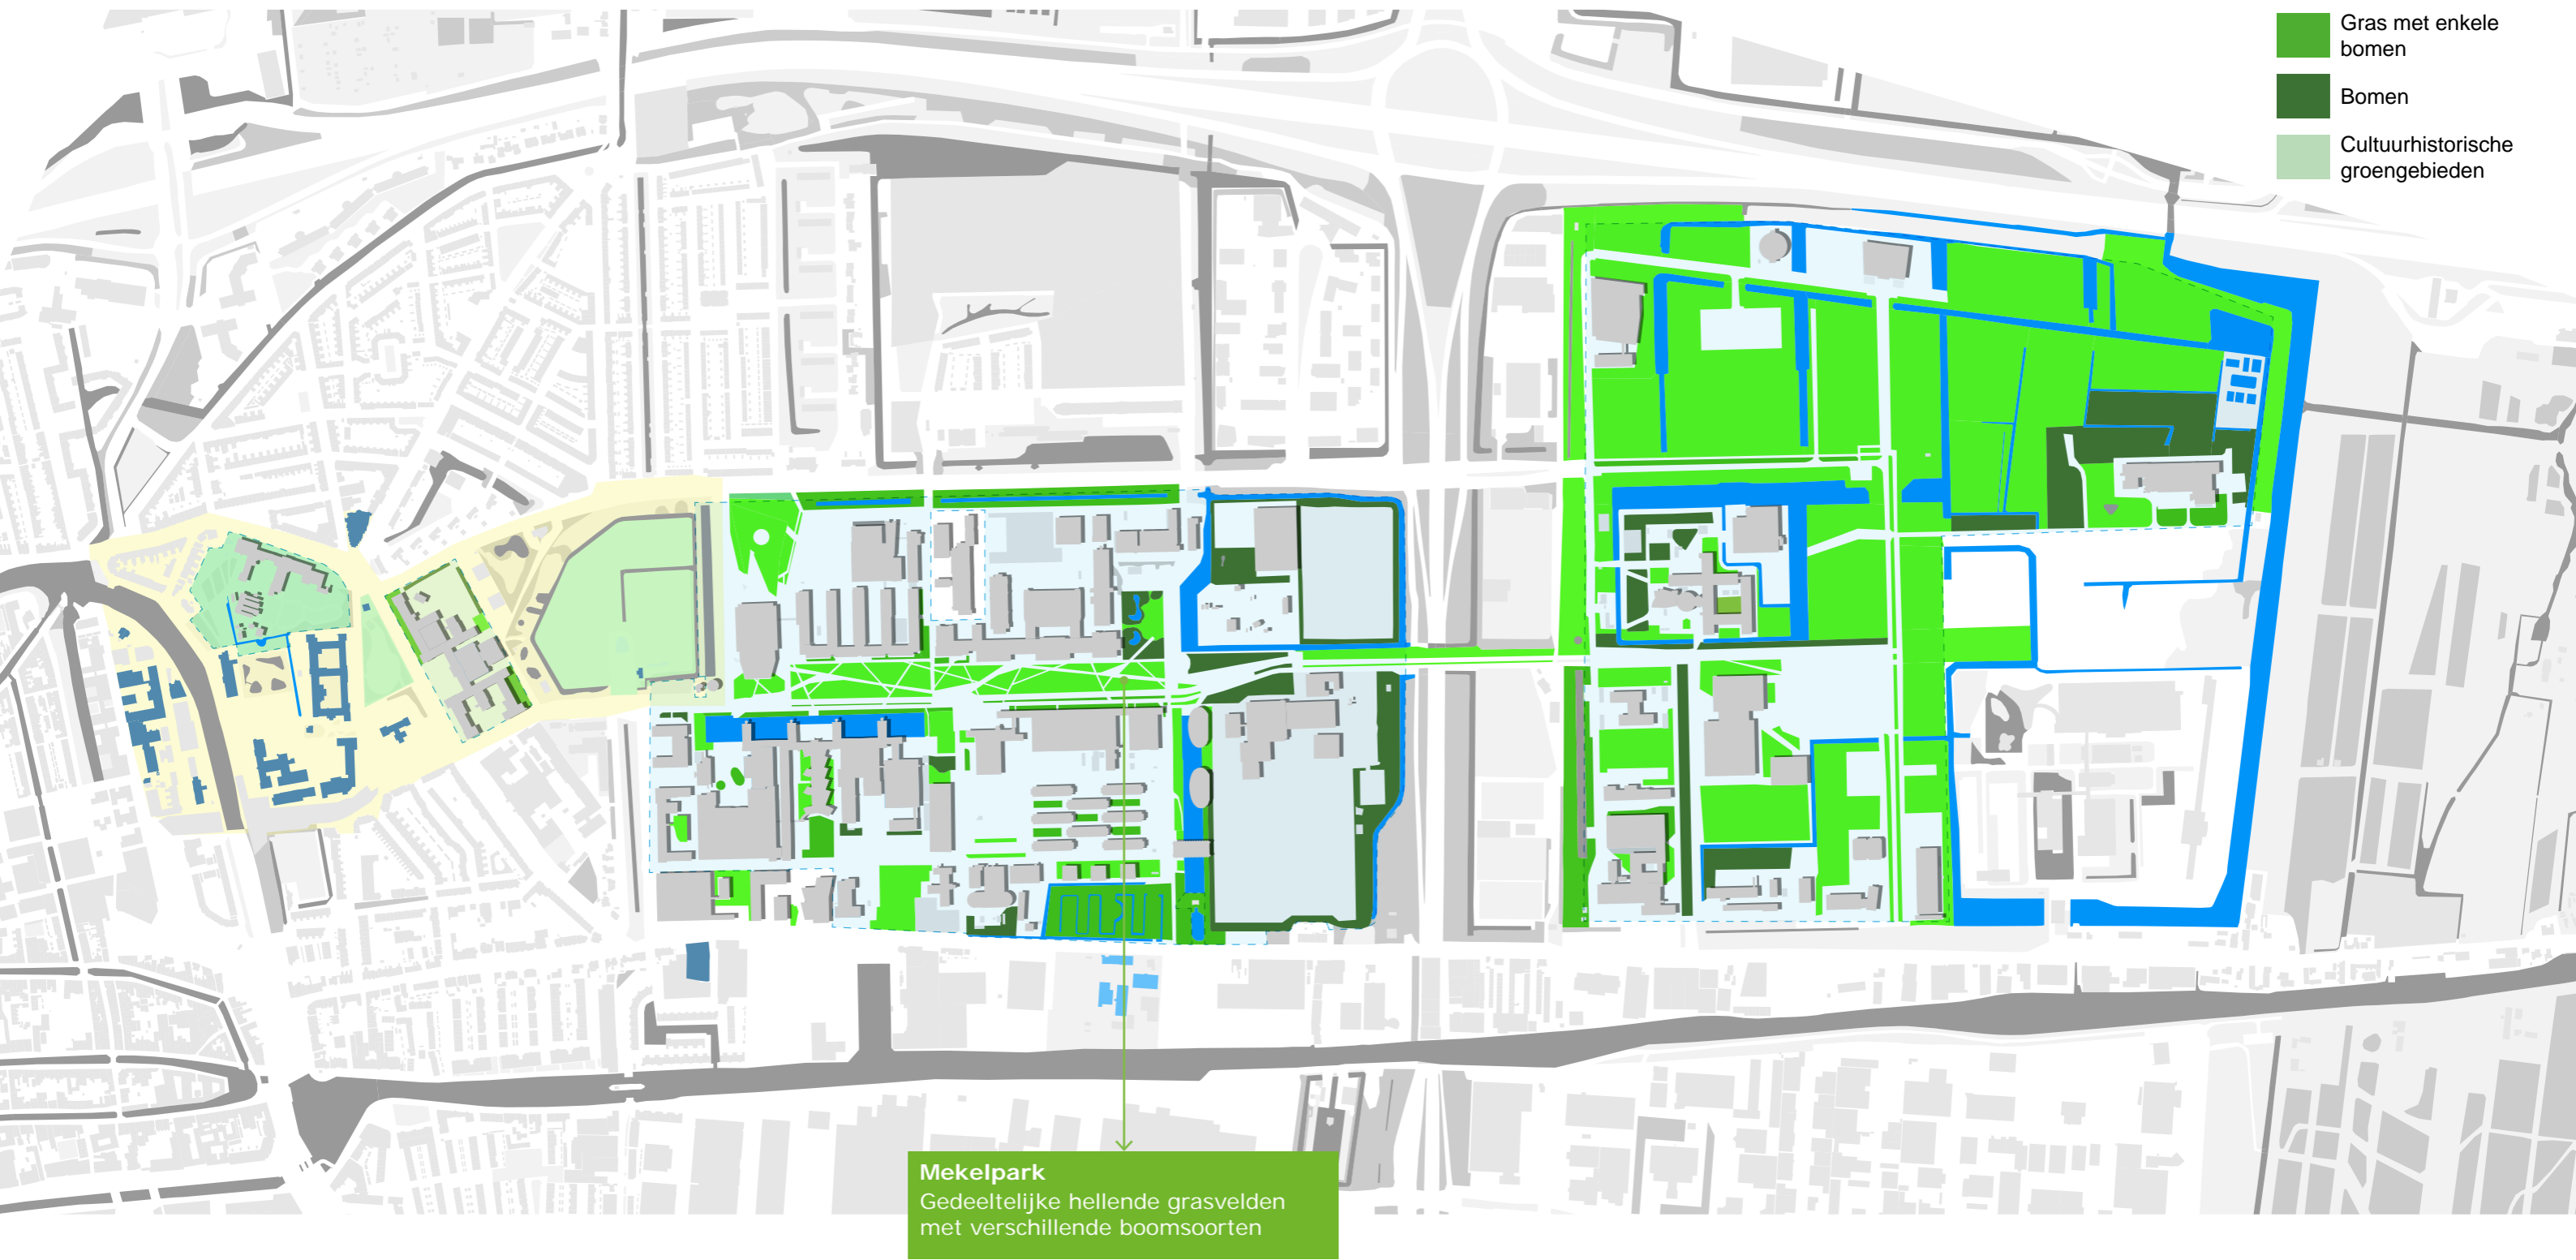 Gras met enkele
bomen
Bomen
Cultuurhistorische
groengebieden
Mekelpark
Gedeeltelijke hellende grasvelden
met verschillende boomsoorten